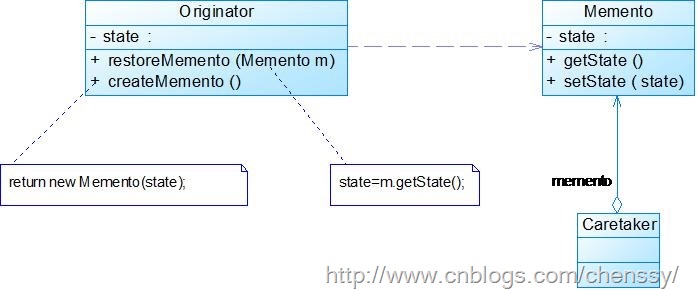 Originator
- state :
+ restoreMemento (Memento m)
+ createMemento ()
Memento
- state :
+ getState ()
+ setState ( state)
return new Memento(state);
state=m.getState();
memento
Caretaker
http://www.cnblogs.com/chenssy/